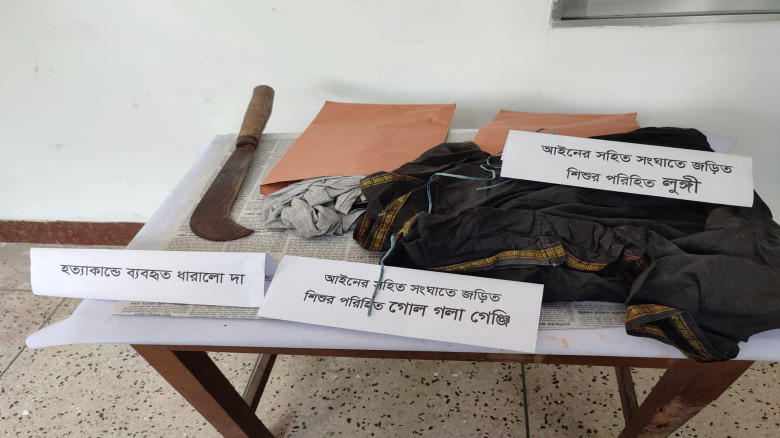 আইনের সহিত সংঘাতে জড়িত
শিশুর পরিহিত লুঙ্গী
হত্যাকান্ডে ব্যবহৃত ধারালো দা
আইনের সহিত সংঘাতে জড়িত
শিশুর পরিহিত গোল গলা গেঞ্জি